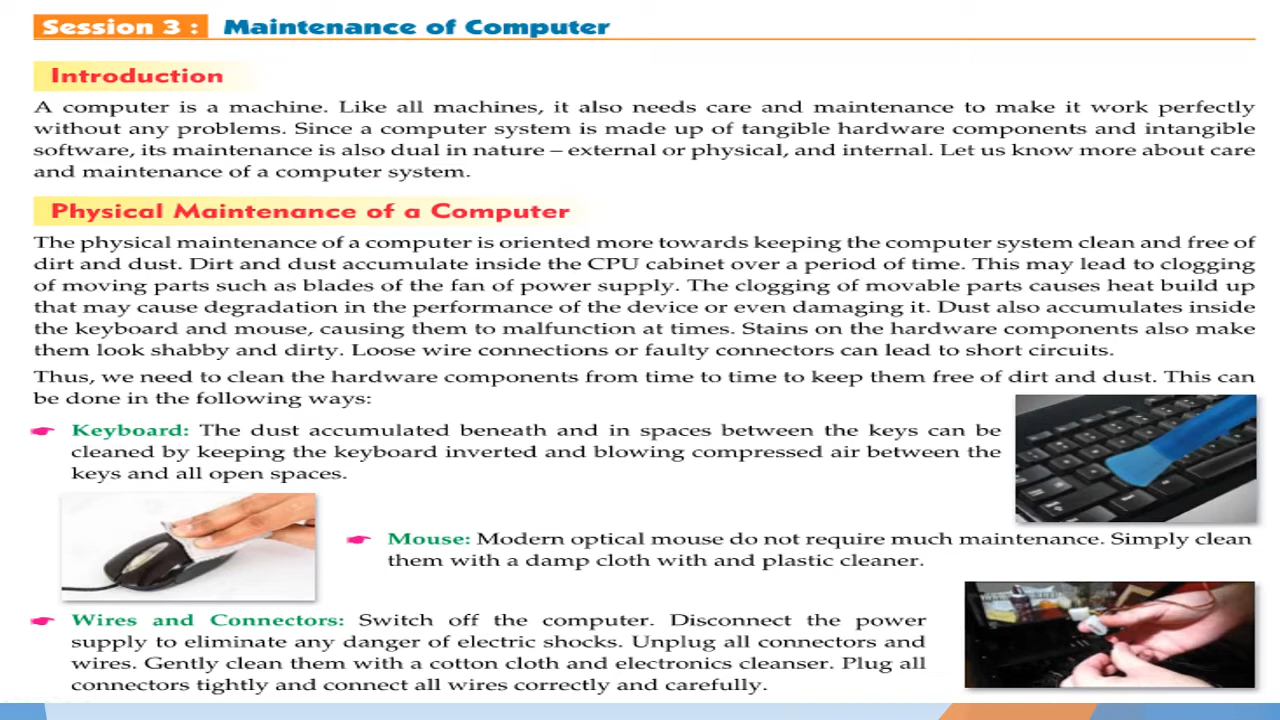 Session 3 : Maintenance of Computer
Introduction
A computer is a machine. Like all machines, it also needs care and maintenance to make it work perfectly
without any problems. Since a computer system is made up of tangible hardware components and intangible
software, its maintenance is also dual in nature – external or physical, and internal. Let us know more about care
and maintenance of a computer system.
Physical Maintenance of a Computer
The physical maintenance of a computer is oriented more towards keeping the computer system clean and free of
dirt and dust. Dirt and dust accumulate inside the CPU cabinet over a period of time. This may lead to clogging
of moving parts such as blades of the fan of power supply. The clogging of movable parts causes heat build up
that may cause degradation in the performance of the device or even damaging it. Dust also accumulates inside
the keyboard and mouse, causing them to malfunction at times. Stains on the hardware components also make
them look shabby and dirty. Loose wire connections or faulty connectors can lead to short circuits.
Thus, we need to clean the hardware components from time to time to keep them free of dirt and dust. This can
be done in the following ways:
Keyboard: The dust accumulated beneath and in spaces between the keys can be
cleaned by keeping the keyboard inverted and blowing compressed air between the
keys and all open spaces.
Mouse: Modern optical mouse do not require much maintenance. Simply clean
them with a damp cloth with and plastic cleaner.
Wires and Connectors: Switch off the computer. Disconnect the power
supply to eliminate any danger of electric shocks. Unplug all connectors and
wires. Gently clean them with a cotton cloth and electronics cleanser. Plug all
connectors tightly and connect all wires correctly and carefully.